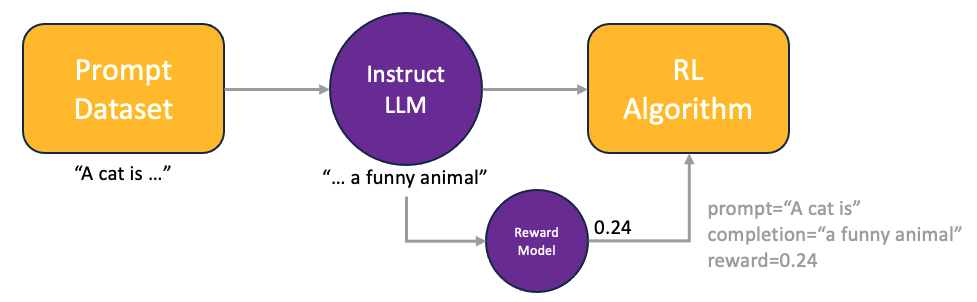 Prompt
Dataset
Instruct
LLM
RL
Algorithm
“A cat is …”
“… a funny animal”
Reward
Model
0.24
prompt=“A cat is”
completion=“a funny animal”
reward=0.24